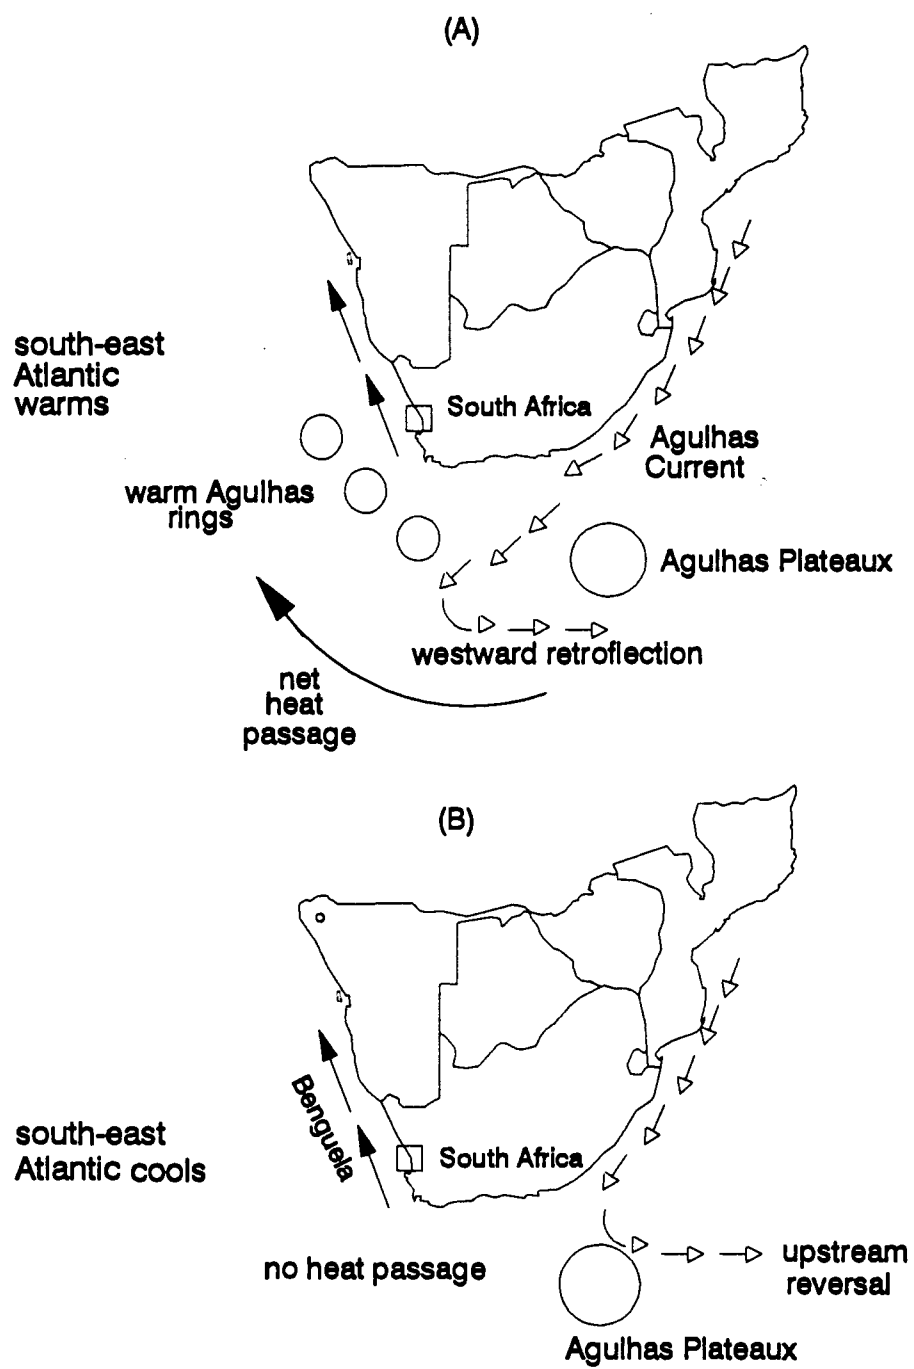 (A)
south-east
Atlantic
warms
South Africa
Agulhas
Current
warm Agulhas
rings
Agulhas Plateaux
westward retroflection
net
heat
passage
(B)
Benguela
south-east
Atlantic cools
South Africa
no heat passage
upstream
reversal
Agulhas Plateaux